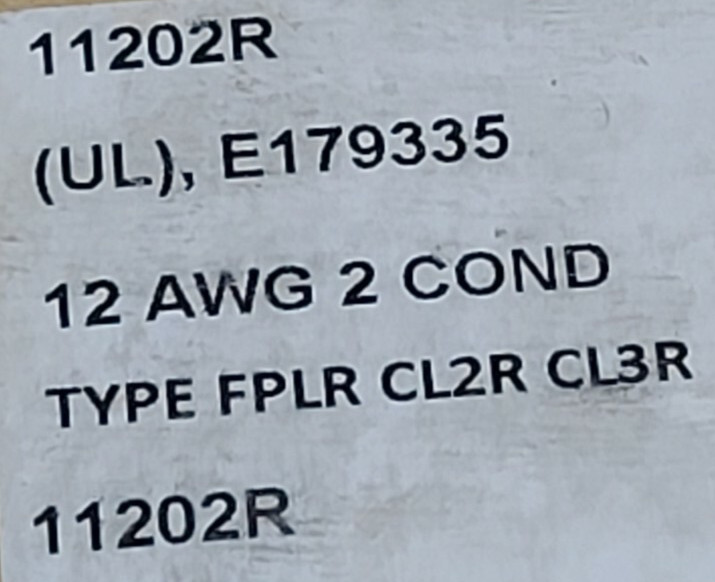 11202R
(UL), E179335
12 AWG 2 COND
TYPE FPLR CL2R CL3R
11202R